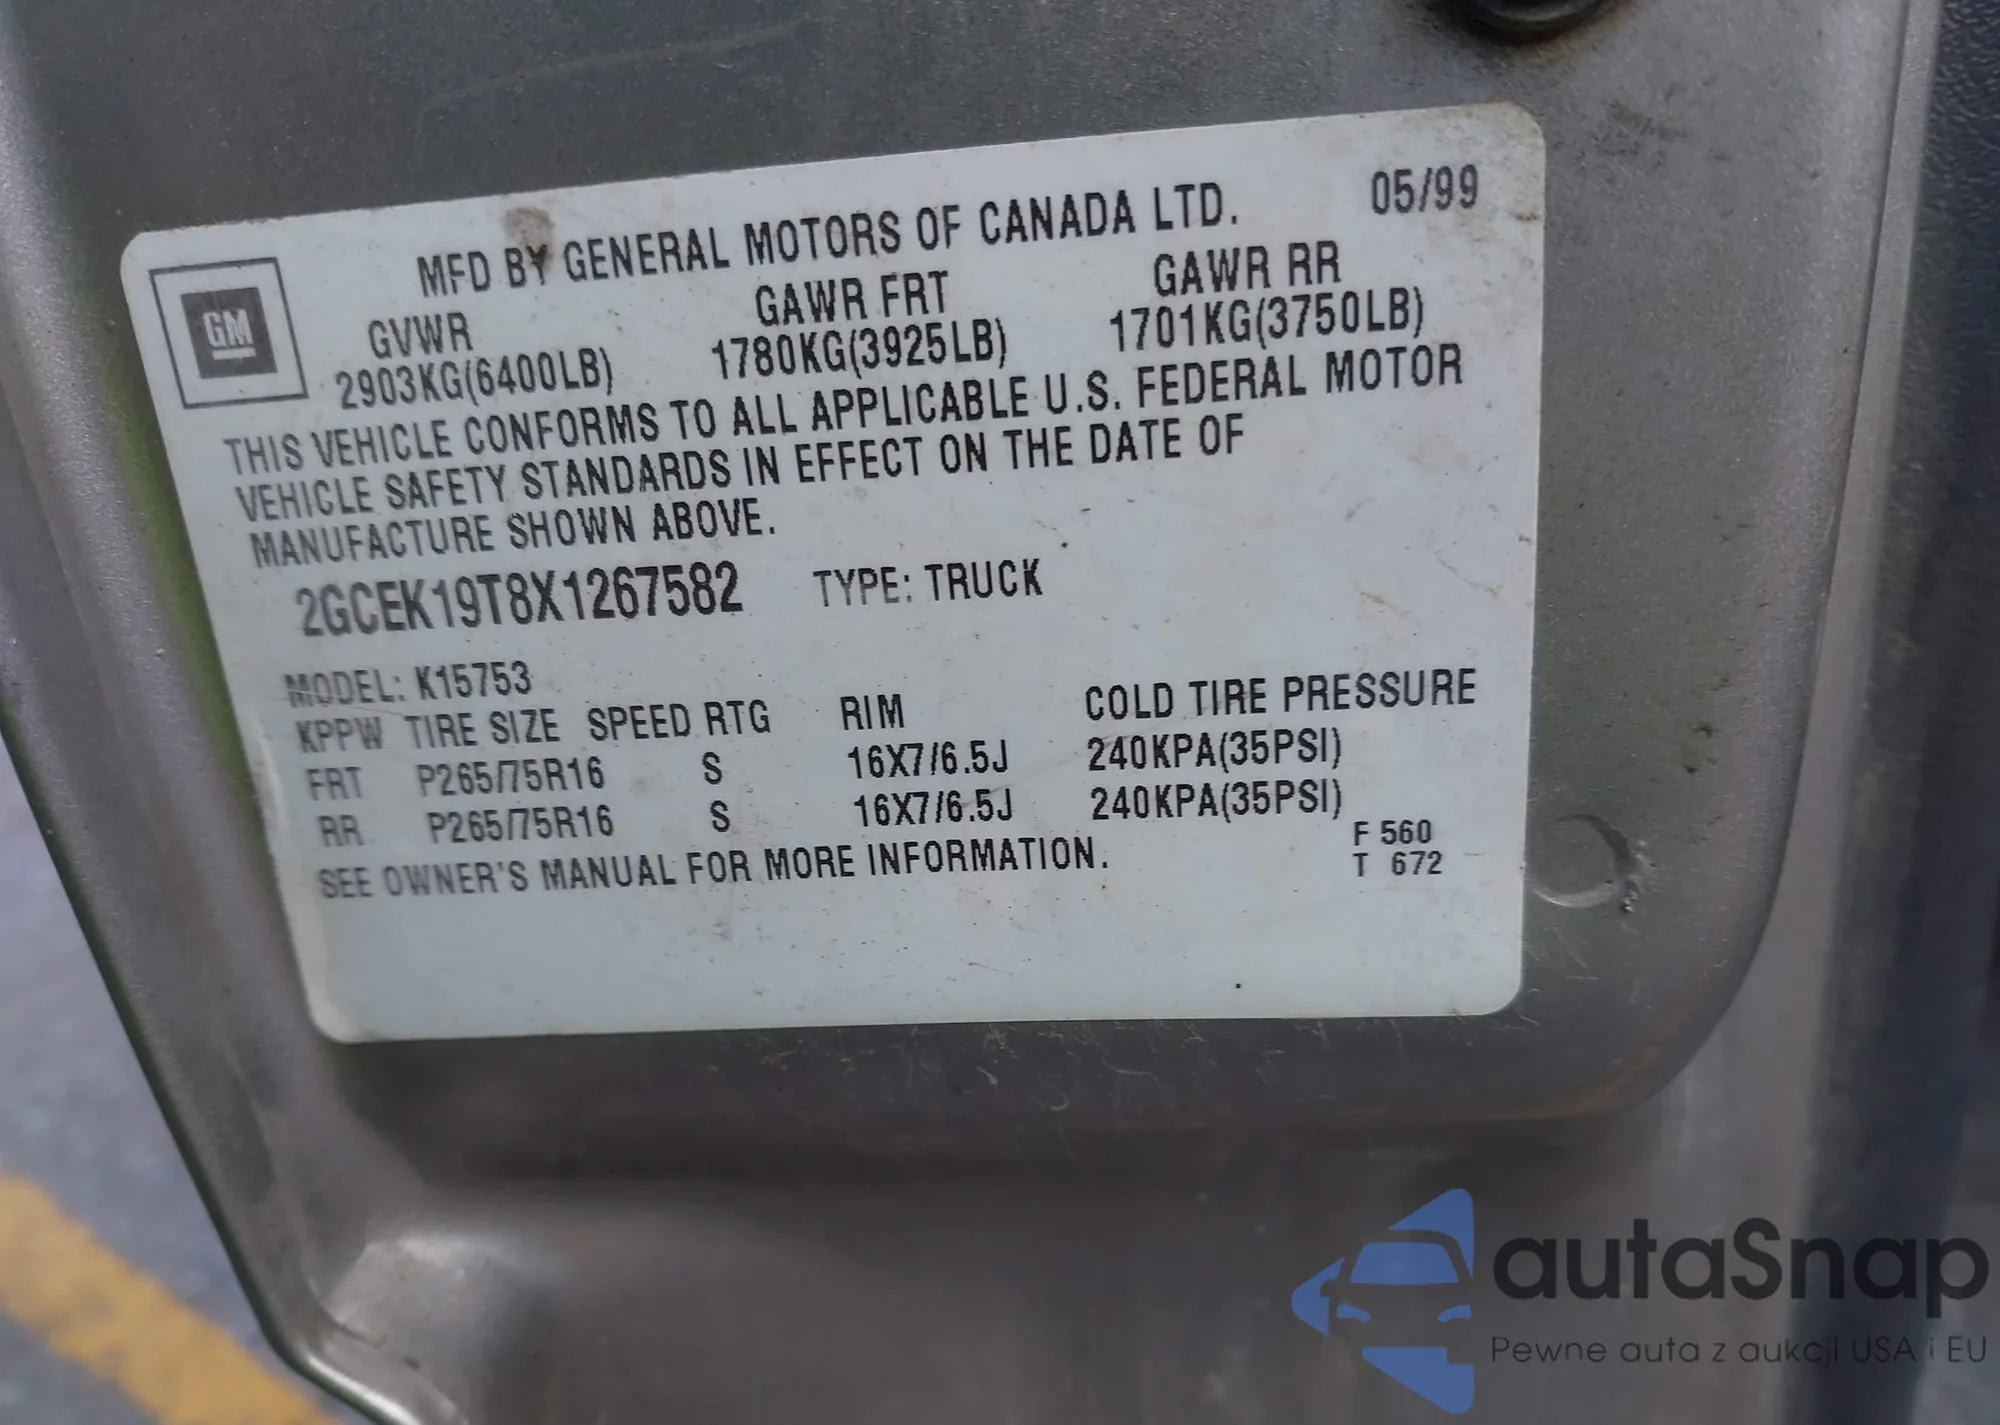 MFD BY GENERAL MOTORS OF CANADA LTD. 05/99
GM
GVWR GAWR FRT GAWR RR
2903KG(6400LB) 1780KG(3925LB) 1701KG(3750LB)
THIS VEHICLE CONFORMS TO ALL APPLICABLE U.S. FEDERAL MOTOR
VEHICLE SAFETY STANDARDS IN EFFECT ON THE DATE OF
MANUFACTURE SHOWN ABOVE.
2GCEK19T8X1267582 TYPE: TRUCK
MODEL: K15753
KPPW TIRE SIZE SPEED RTG RIM COLD TIRE PRESSURE
FRT P265/75R16 S 16X7/6.5J 240KPA(35PSI)
RR P265/75R16 S 16X7/6.5J 240KPA(35PSI)
SEE OWNER'S MANUAL FOR MORE INFORMATION.
F 560
T 672
autaSnap
Pewne auta z aukcji USA i EU